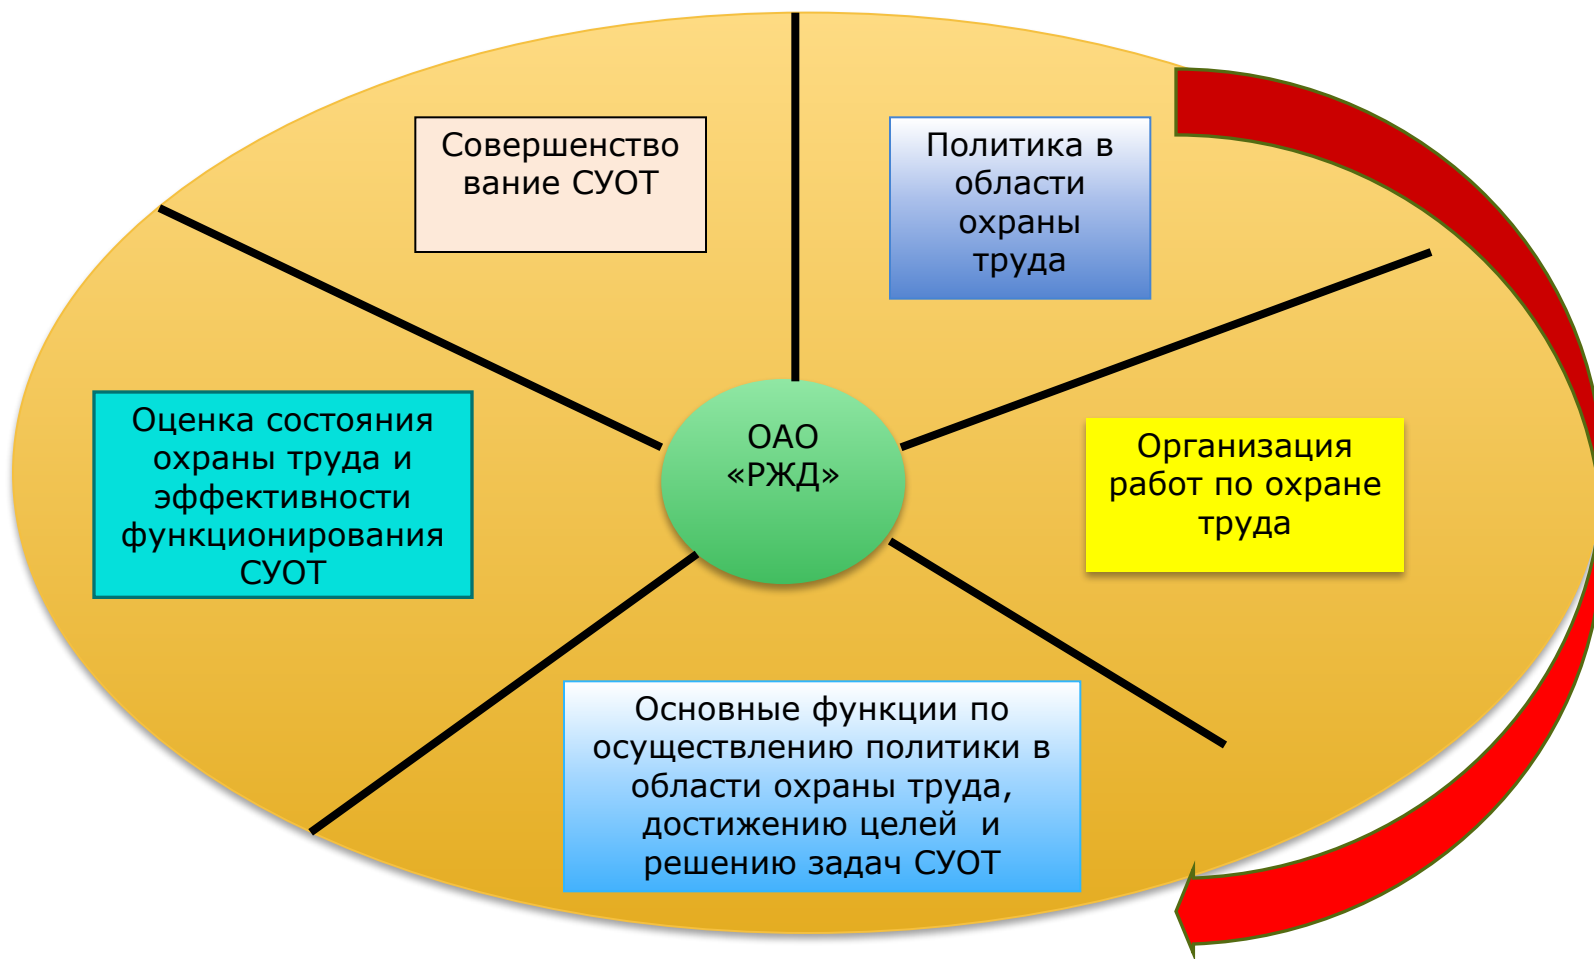 Совершенство
вание СУОТ
Политика в
области
охраны
труда
ОАО
«РЖД»
Оценка состояния
охраны труда и
эффективности
функционирования
СУОТ
Организация
работ по охране
труда
Основные функции по
осуществлению политики в
области охраны труда,
достижению целей  и
решению задач СУОТ